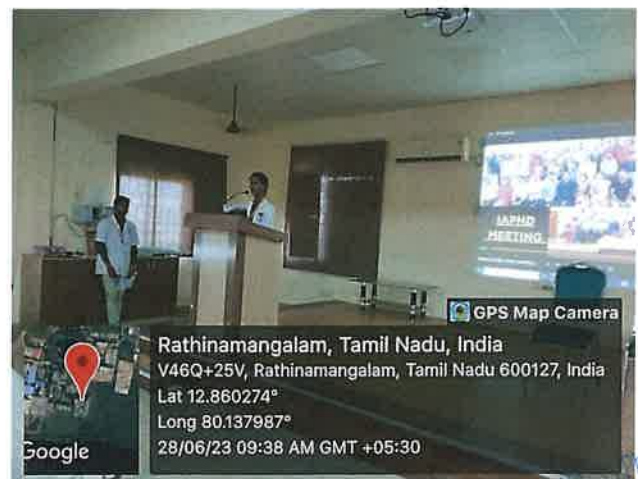 IAPHD
MEETING
GPS Map Camera
Rathinamangalam, Tamil Nadu, India
V46Q+25V, Rathinamangalam, Tamil Nadu 600127, India
Lat 12.860274°
Long 80.137987°
28/06/23 09:38 AM GMT +05:30
Google